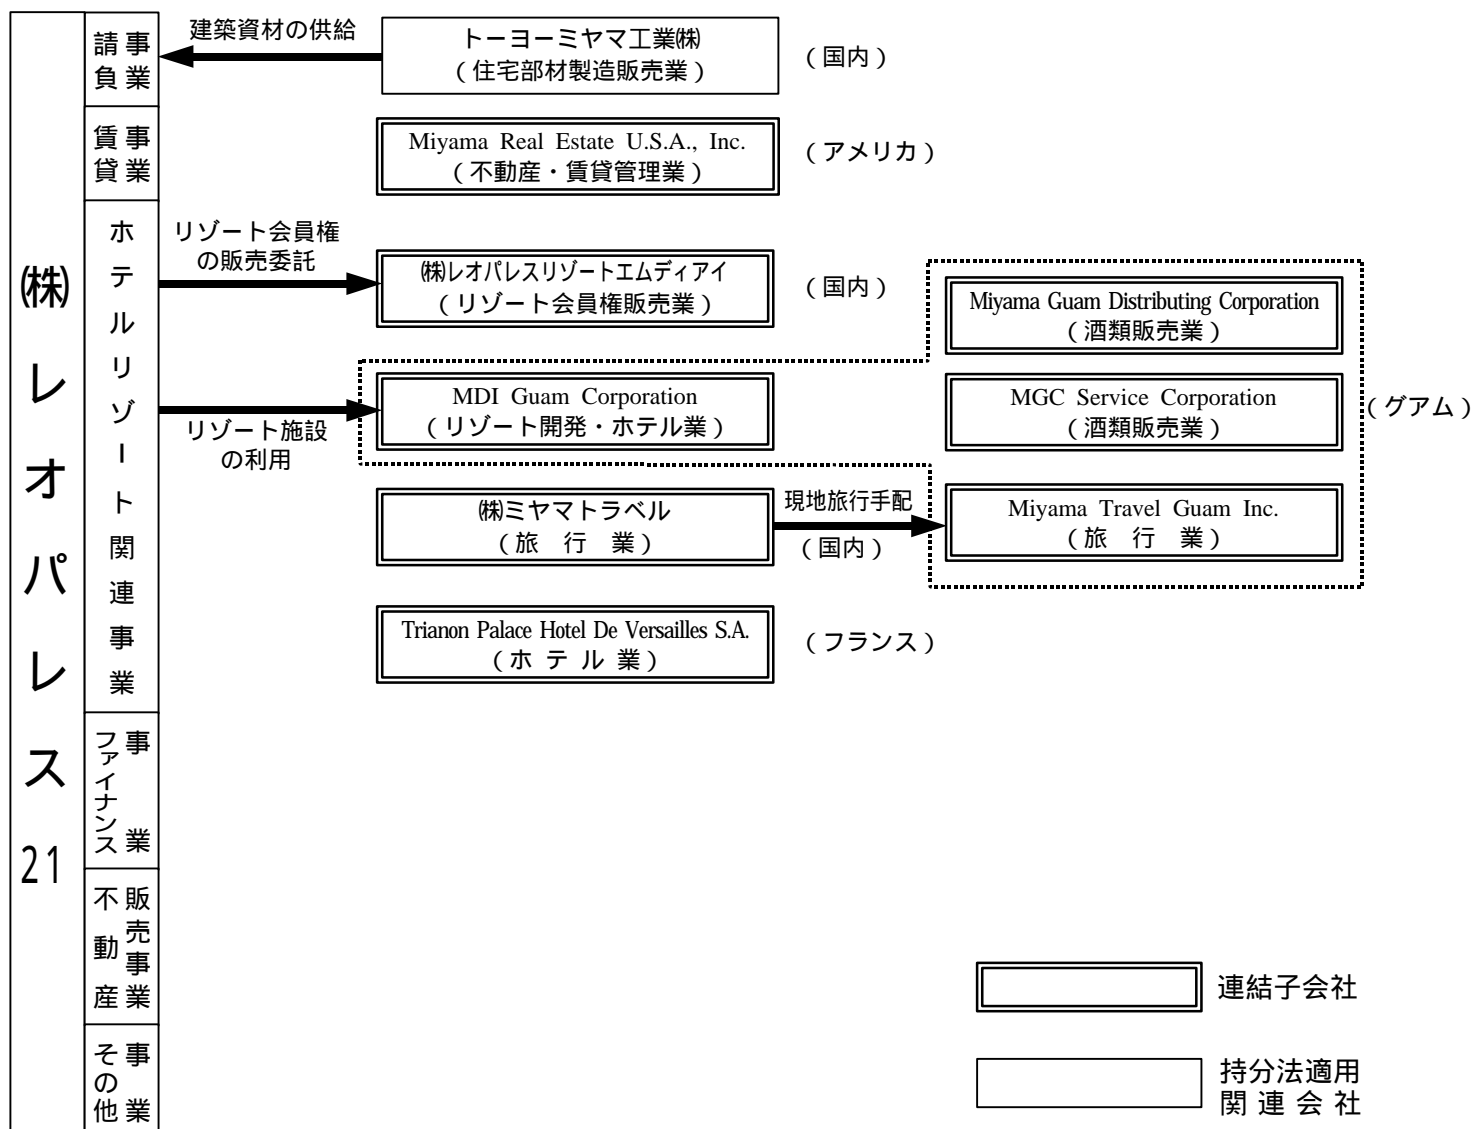 ㈱レオパレス21
請負事業
建築資材の供給
トーヨーミヤマ工業㈱
(住宅部材製造販売業)
(国内)
賃貸事業
Miyama Real Estate U.S.A., Inc.
(不動産・賃貸管理業)
(アメリカ)
ホテルリゾート関連事業
リゾート会員権
の販売委託
㈱レオパレスリゾートエムディアイ
(リゾート会員権販売業)
(国内)
Miyama Guam Distributing Corporation
(酒類販売業)
リゾート施設
の利用
MDI Guam Corporation
(リゾート開発・ホテル業)
MGC Service Corporation
(酒類販売業)
(グアム)
㈱ミヤマトラベル
(旅 行 業)
現地旅行手配
(国内)
Miyama Travel Guam Inc.
(旅 行 業)
Trianon Palace Hotel De Versailles S.A.
(ホ テ ル 業)
(フランス)
ファイナンス事業
不動産販売事業
その他事業
連結子会社
持分法適用
関 連 会 社